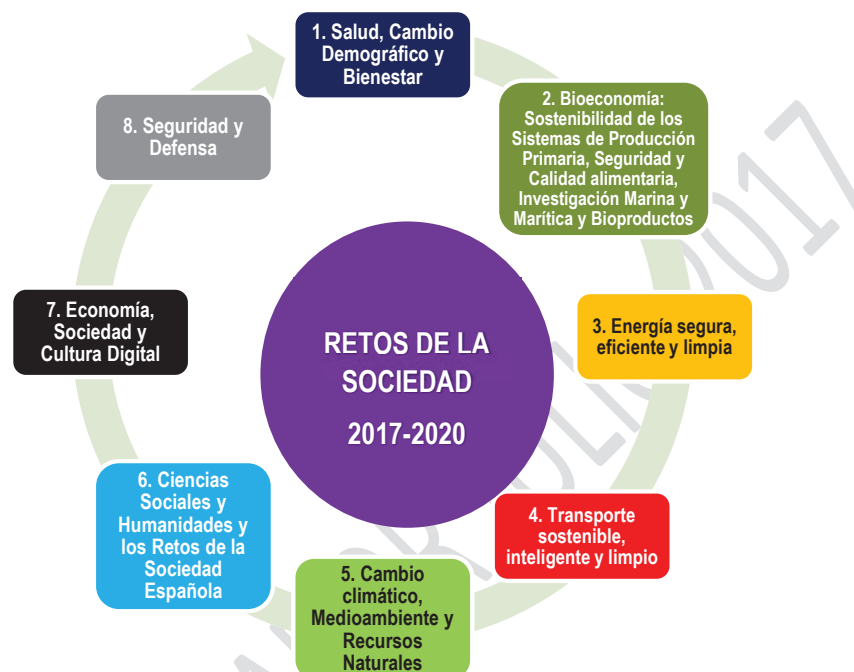 1. Salud, Cambio
Demográfico y
Bienestar
2. Bioeconomía:
Sostenibilidad de los
Sistemas de Producción
Primaria, Seguridad y
Calidad alimentaria,
Investigación Marina y
Marítica y Bioproductos
3. Energía segura,
eficiente y limpia
4. Transporte
sostenible,
inteligente y limpio
5. Cambio
climático,
Medioambiente y
Recursos
Naturales
6. Ciencias
Sociales y
Humanidades y
los Retos de la
Sociedad
Española
7. Economía,
Sociedad y
Cultura Digital
8. Seguridad y
Defensa
RETOS DE LA
SOCIEDAD
2017-2020
2017